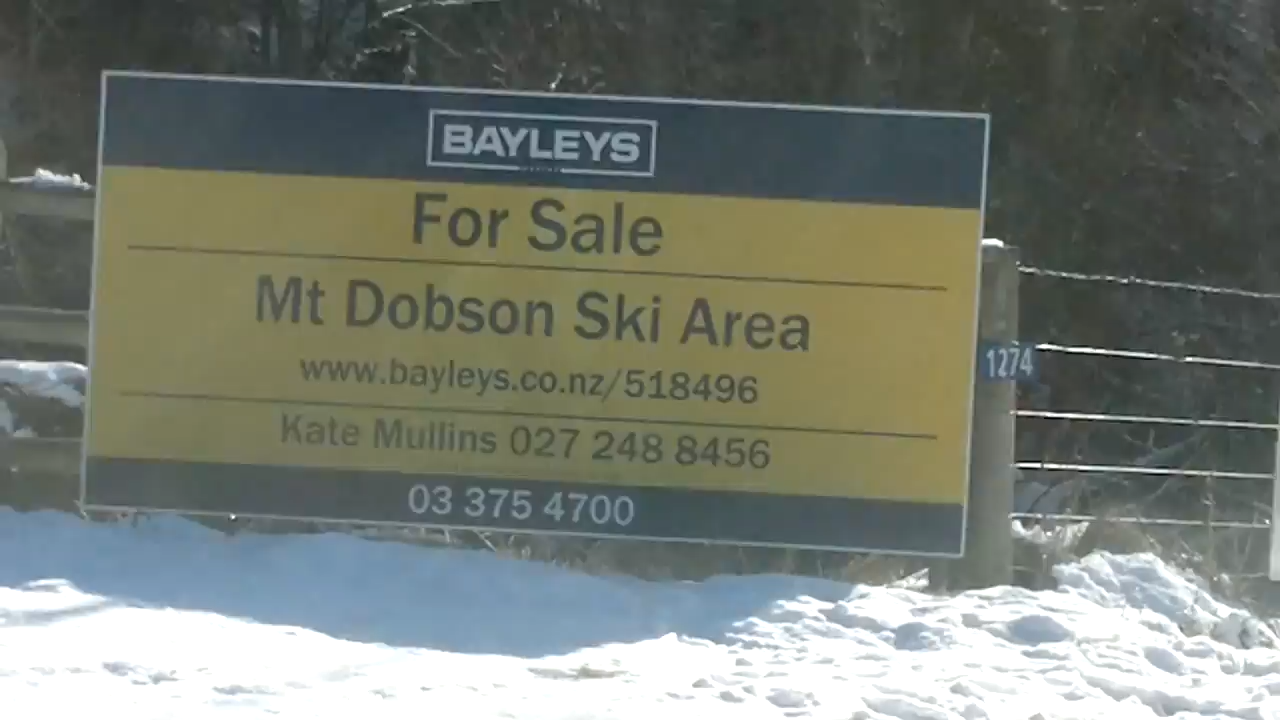 BAYLEYS
For Sale
Mt Dobson Ski Area
www.bayleys.co.nz/518496
Kate Mullins 027 248 8456
03 375 4700
1274